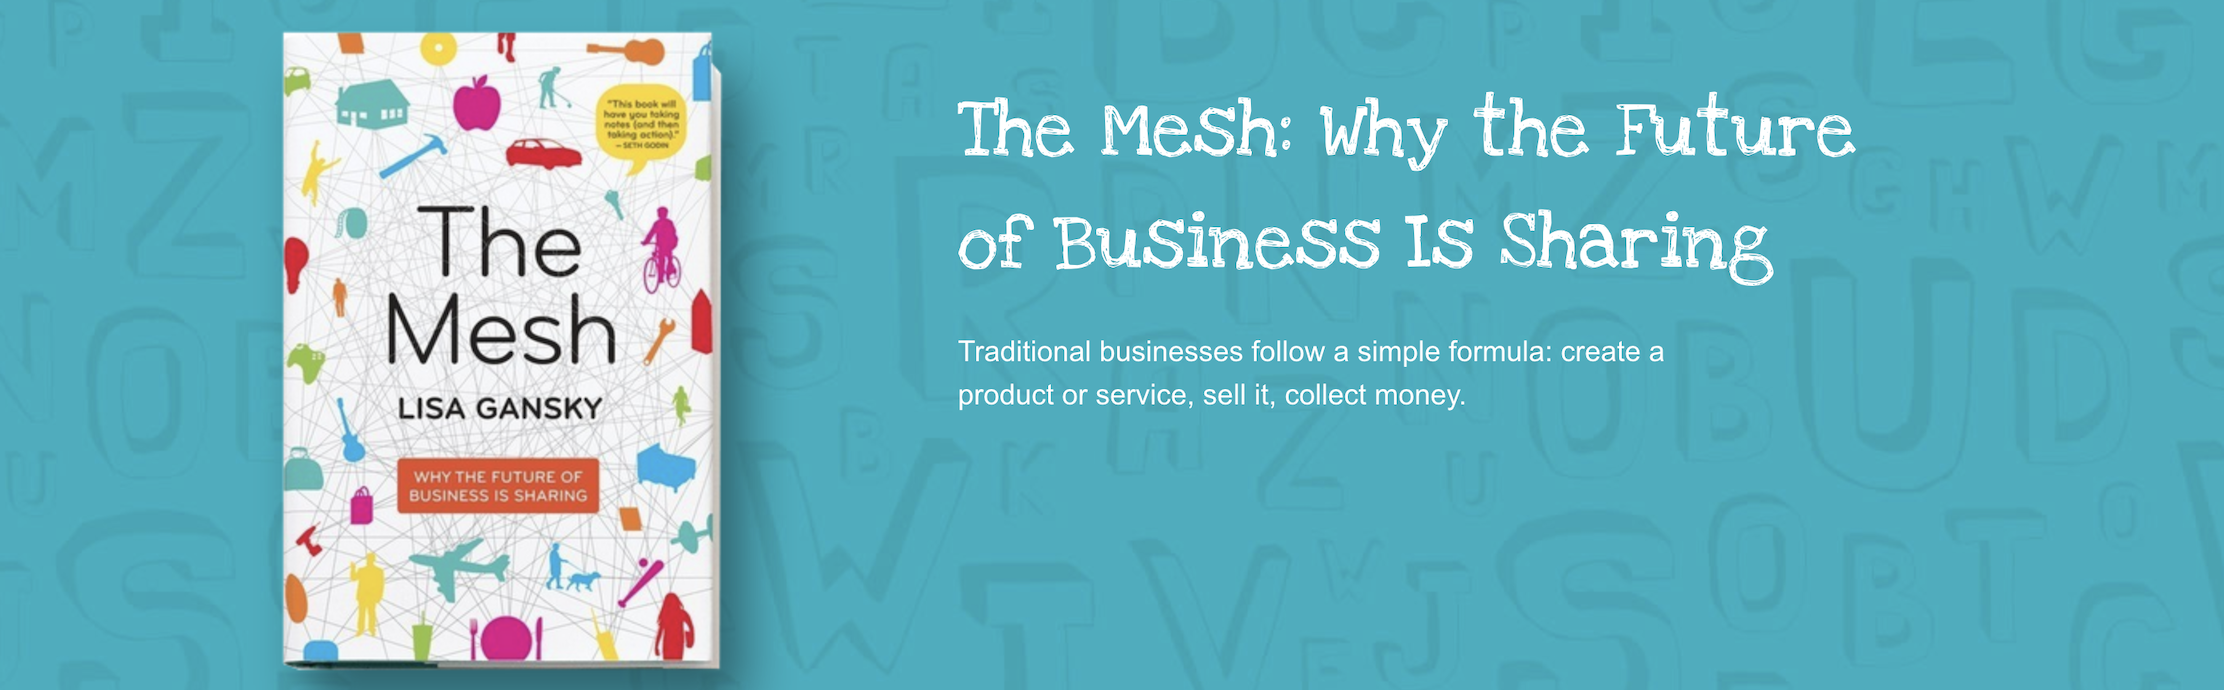 "This book will
have you taking
notes (and then
taking action)."
– SETH GODIN
The
Mesh
LISA GANSKY
WHY THE FUTURE OF
BUSINESS IS SHARING
The Mesh: Why the Future
of Business Is Sharing
Traditional businesses follow a simple formula: create a
product or service, sell it, collect money.